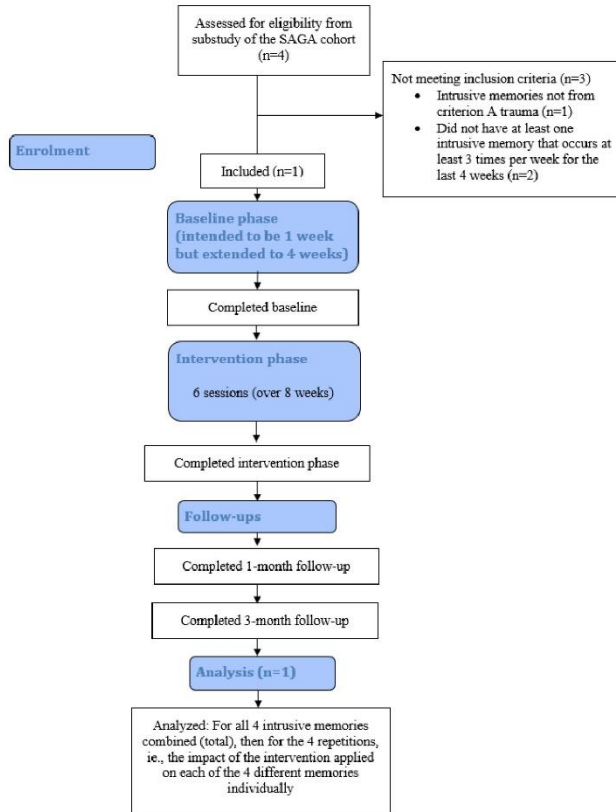 Assessed for eligibility from
substudy of the SAGA cohort
(n=4)
Not meeting inclusion criteria (n=3)
• Intrusive memories not from
criterion A trauma (n=1)
• Did not have at least one
intrusive memory that occurs at
least 3 times per week for the
last 4 weeks (n=2)
Enrolment
Included (n=1)
Baseline phase
(intended to be 1 week
but extended to 4 weeks)
Completed baseline
Intervention phase
6 sessions (over 8 weeks)
Completed intervention phase
Follow-ups
Completed 1-month follow-up
Completed 3-month follow-up
Analysis (n=1)
Analyzed: For all 4 intrusive memories
combined (total), then for the 4 repetitions,
ie., the impact of the intervention applied
on each of the 4 different memories
individually